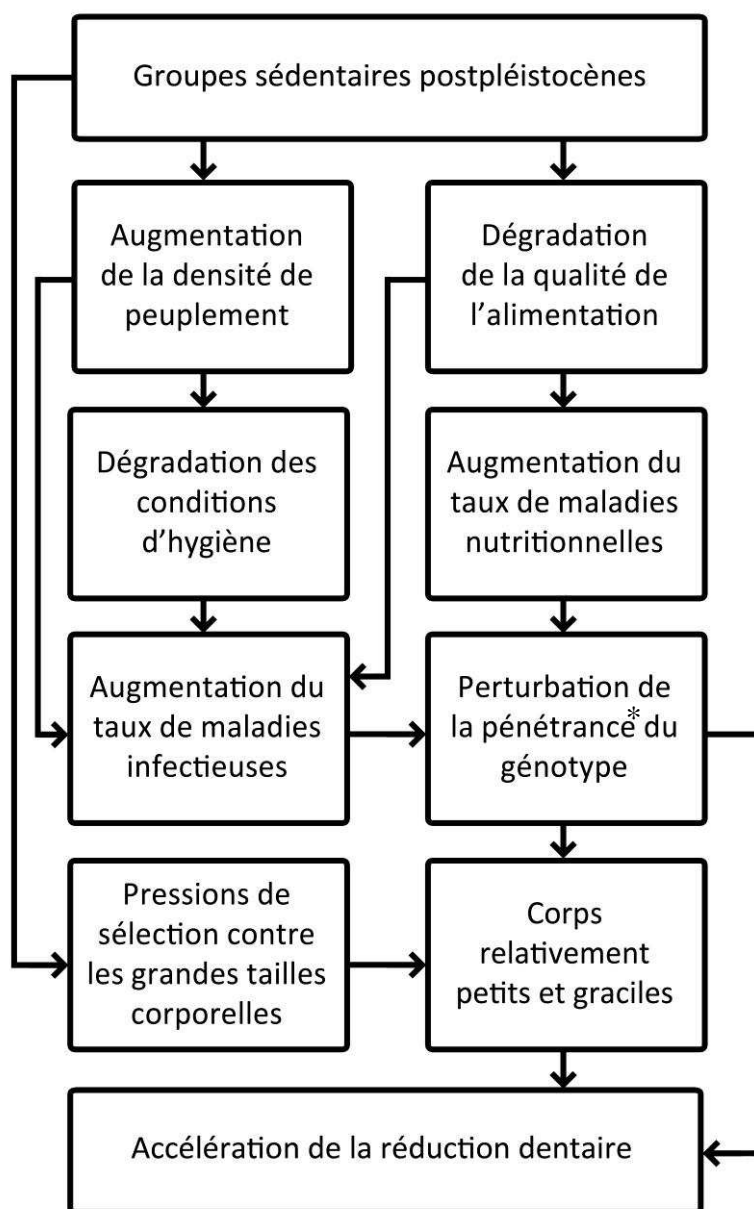 Groupes sédentaires postpléistocènes
Augmentation
de la densité de
peuplement
Dégradation
de la qualité de
l’alimentation
Dégradation des
conditions
d’hygiène
Augmentation du
taux de maladies
nutritionnelles
Augmentation du
taux de maladies
infectieuses
Perturbation de
la pénétrance* du
génotype
Pressions de
sélection contre
les grandes tailles
corporelles
Corps
relativement
petits et graciles
Accélération de la réduction dentaire